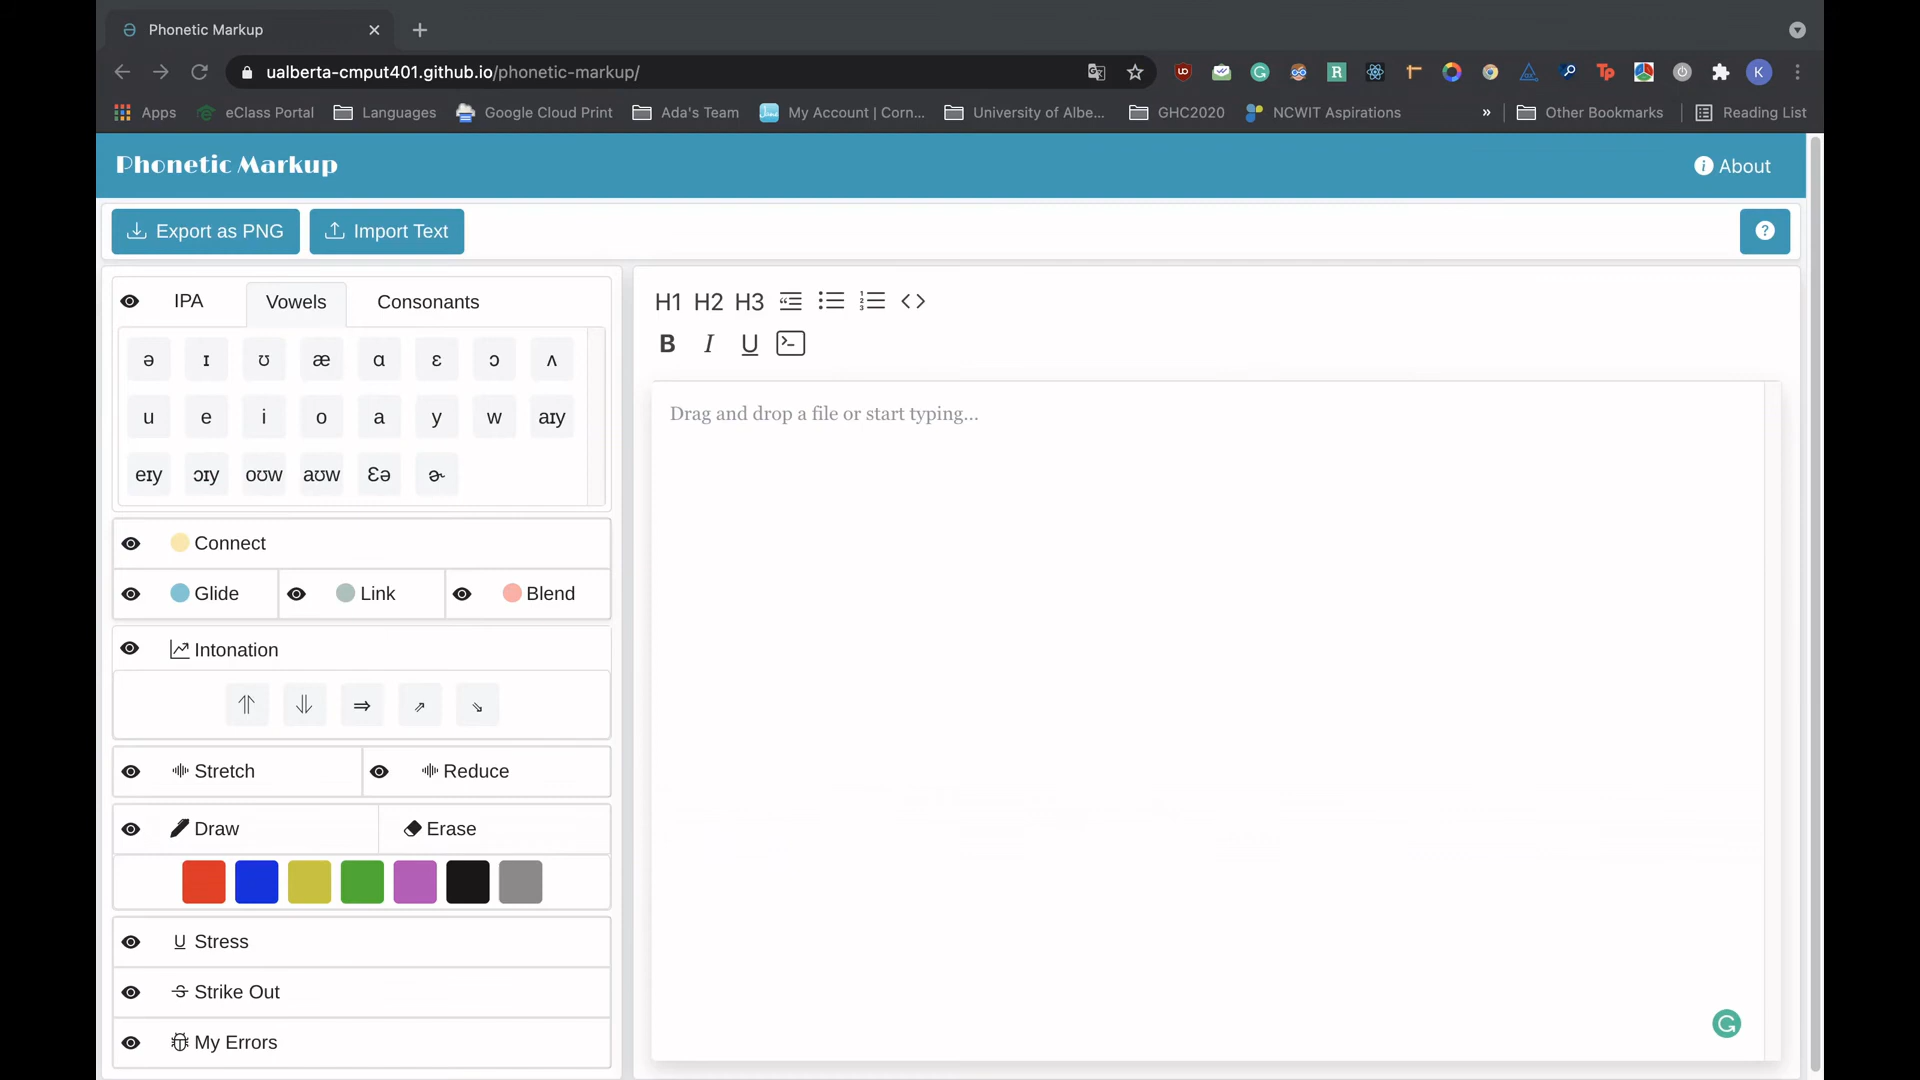 Phonetic Markup
ualberta-cmput401.github.io/phonetic-markup/
Apps eClass Portal Languages Google Cloud Print Ada's Team My Account | Corn... University of Albe... GHC2020 NCWIT Aspirations » Other Bookmarks Reading List
Phonetic Markup
About
Export as PNG Import Text ?
IPA Vowels Consonants
ə ɪ ʊ æ ɑ ɛ ɔ ʌ
u e i o a y w aɪy
eɪy ɔɪy oʊw aʊw Ɛə ɚ
Connect
Glide Link Blend
Intonation
⥣ ⥥ ⇒ ⇗ ⇘
Stretch Reduce
Draw Erase
U Stress
S Strike Out
My Errors
H1 H2 H3
B I U
Drag and drop a file or start typing...